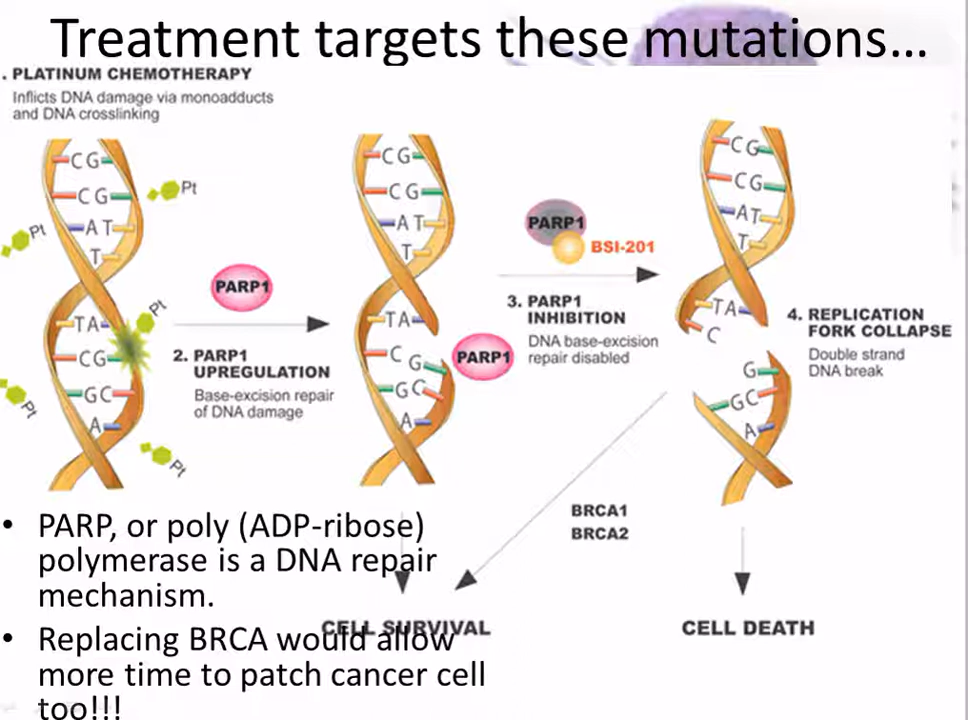 Treatment targets these mutations...
. PLATINUM CHEMOTHERAPY
Inflicts DNA damage via monoadducts
and DNA crosslinking
C G
C G
A T
T
T A
C G
G C
A
Pt
Pt
Pt
Pt
Pt
PARP1
2. PARP1
UPREGULATION
Base-excision repair
of DNA damage
C G
C G
A T
T
T A
C G
G C
A
PARP1
PARP1
BSI-201
3. PARP1
INHIBITION
DNA base-excision
repair disabled
C G
C G
A T
T
T A
C
G
G C
A
4. REPLICATION
FORK COLLAPSE
Double strand
DNA break
BRCA1
BRCA2
CELL SURVIVAL
CELL DEATH
• PARP, or poly (ADP-ribose)
polymerase is a DNA repair
mechanism.
• Replacing BRCA would allow
more time to patch cancer cell
too!!!